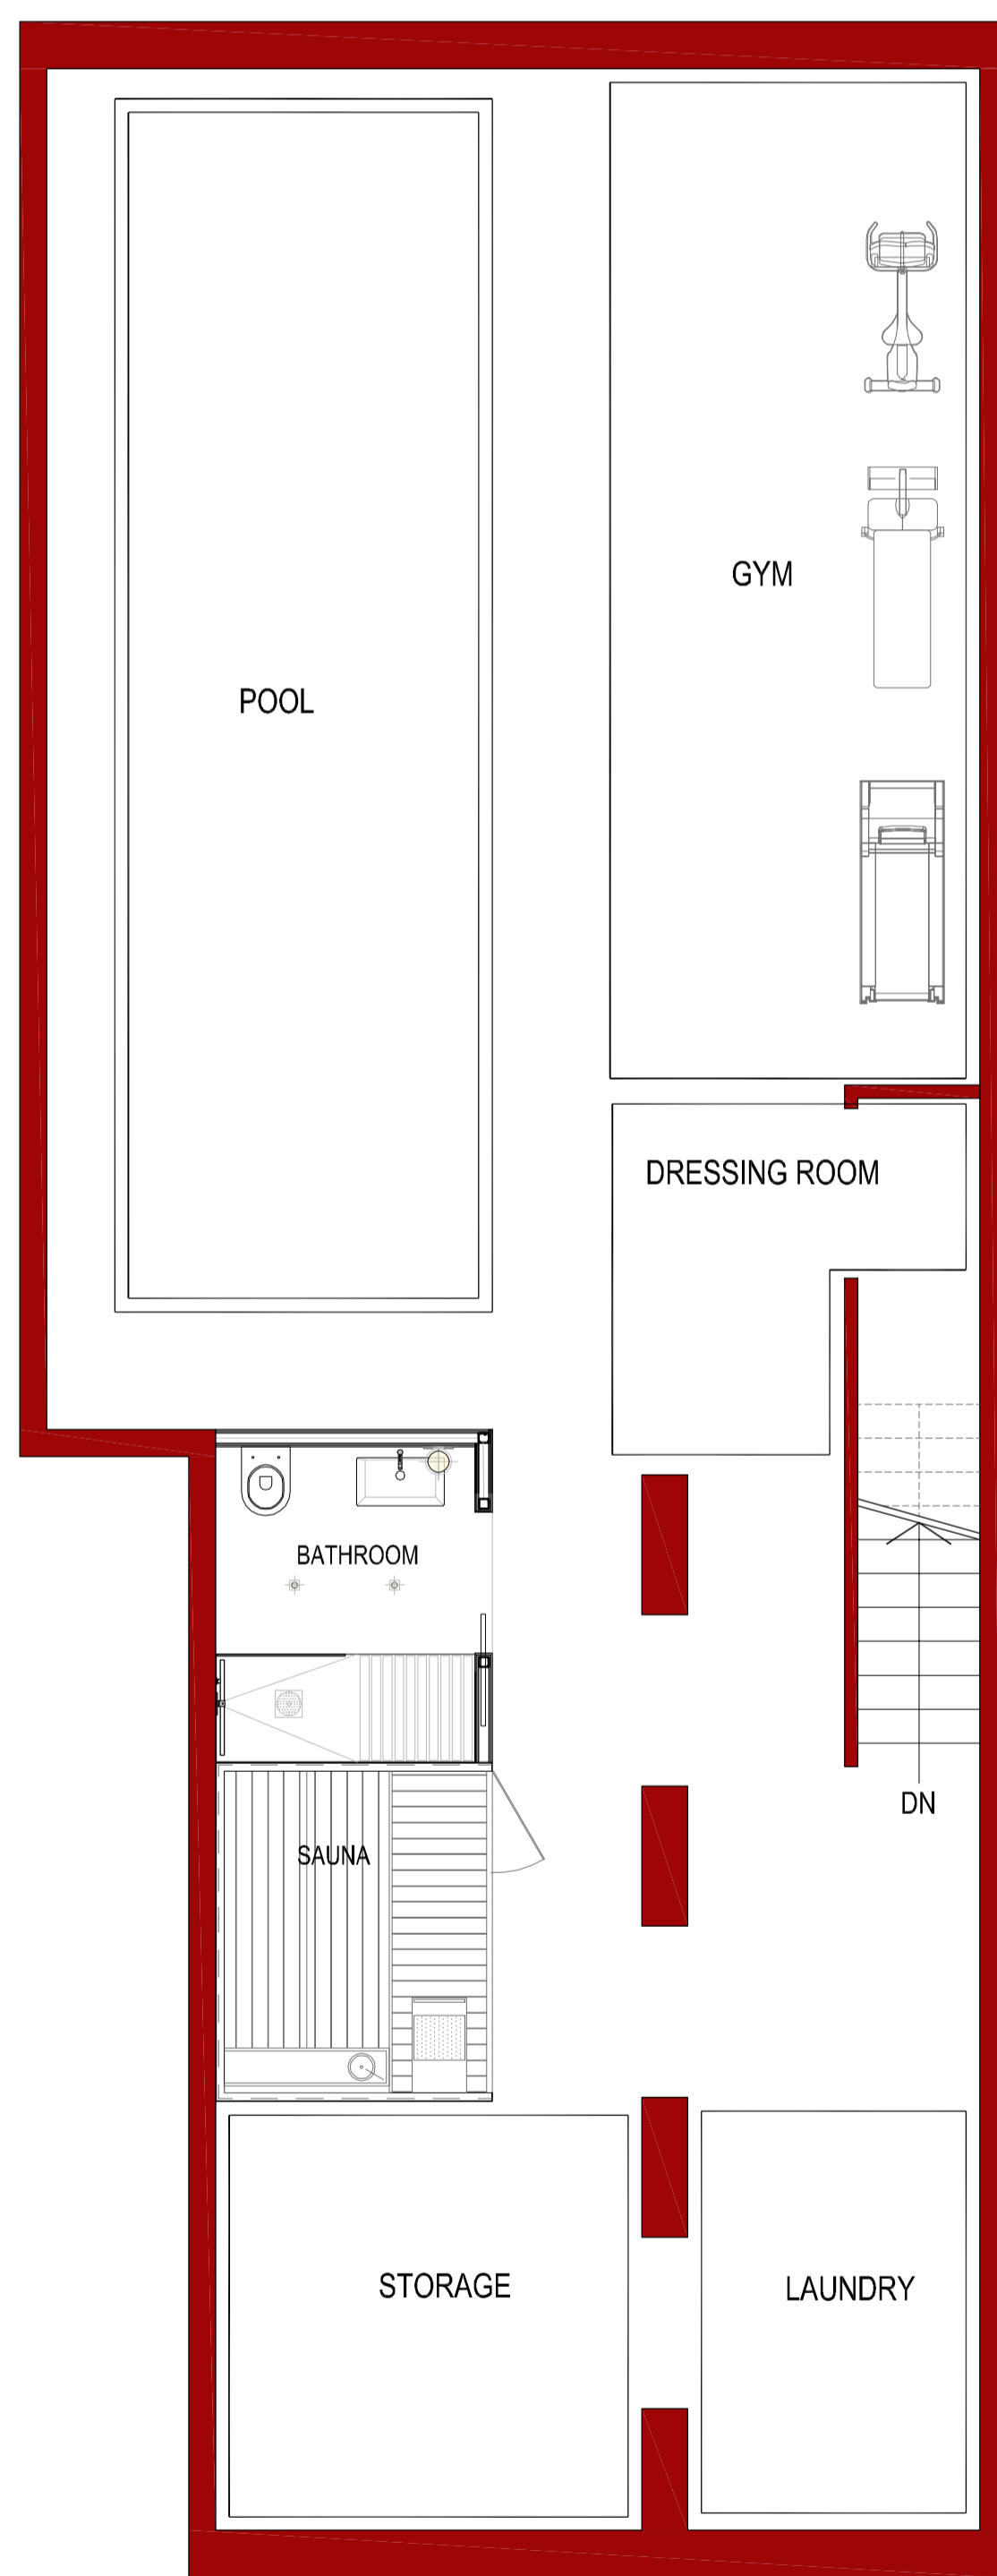 GYM
POOL
DRESSING ROOM
BATHROOM
DN
SAUNA
STORAGE
LAUNDRY